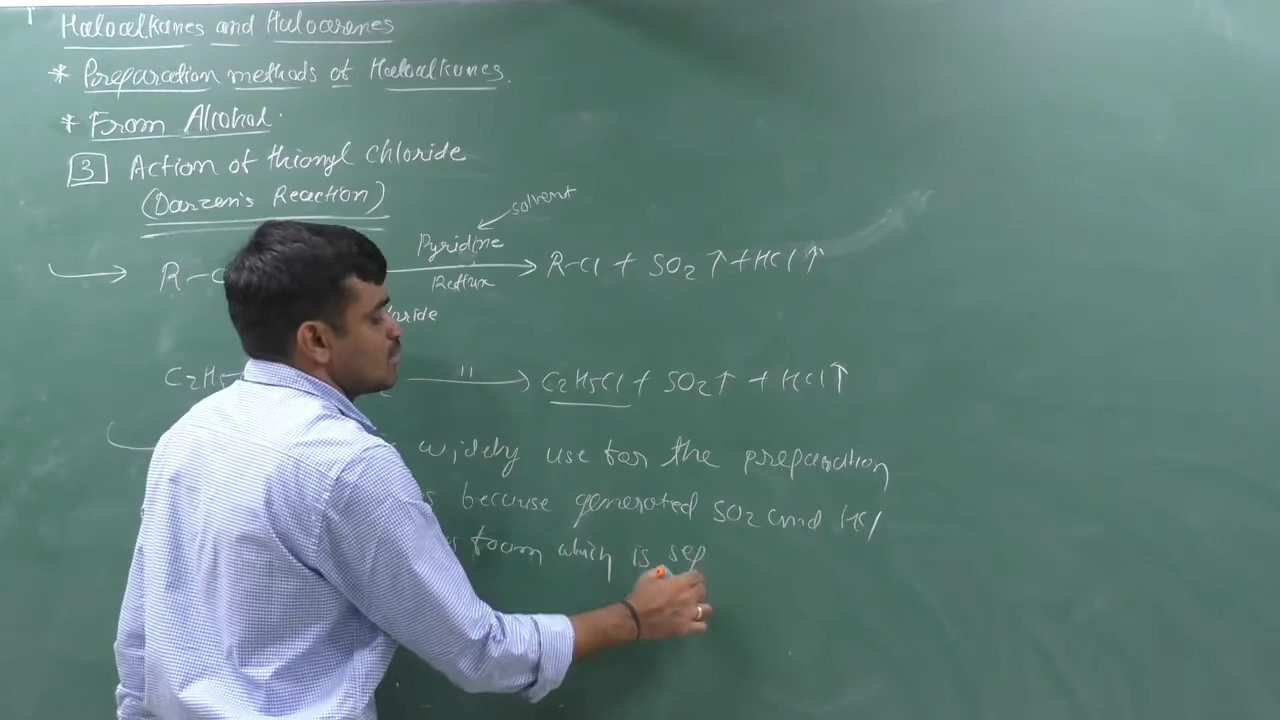 Haloalkanes and Haloarenes
* Preparation methods of Haloalkanes.
* From Alcohol.
3 Action of thionyl chloride
(Darzen's Reaction)
solvent
Pyridine
R-C → R-Cl + SO2 ↑ + HCl ↑
Reflux
oride
C2H5 " → C2H5Cl + SO2↑ + HCl↑
widely use for the preparation
s because generated SO2 and HCl
s form which is sep